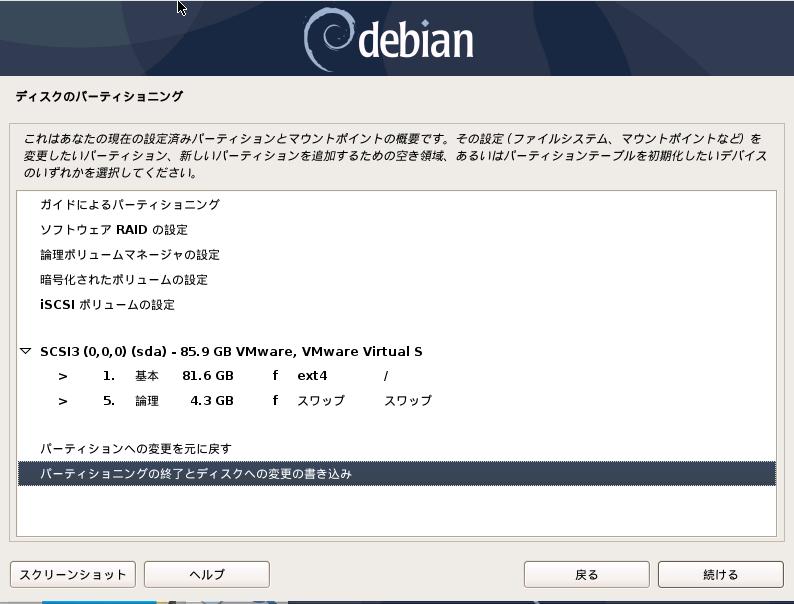 debian
ディスクのパーティショニング
これはあなたの現在の設定済みパーティションとマウントポイントの概要です。その設定 (ファイルシステム、マウントポイントなど) を
変更したいパーティション、新しいパーティションを追加するための空き領域、あるいはパーティションテーブルを初期化したいデバイス
のいずれかを選択してください。
ガイドによるパーティショニング
ソフトウェア RAID の設定
論理ボリュームマネージャの設定
暗号化されたボリュームの設定
iSCSI ボリュームの設定
SCSI3 (0,0,0) (sda) - 85.9 GB VMware, VMware Virtual S
> 1. 基本 81.6 GB f ext4 /
> 5. 論理 4.3 GB f スワップ スワップ
パーティションへの変更を元に戻す
パーティショニングの終了とディスクへの変更の書き込み
スクリーンショット ヘルプ 戻る 続ける